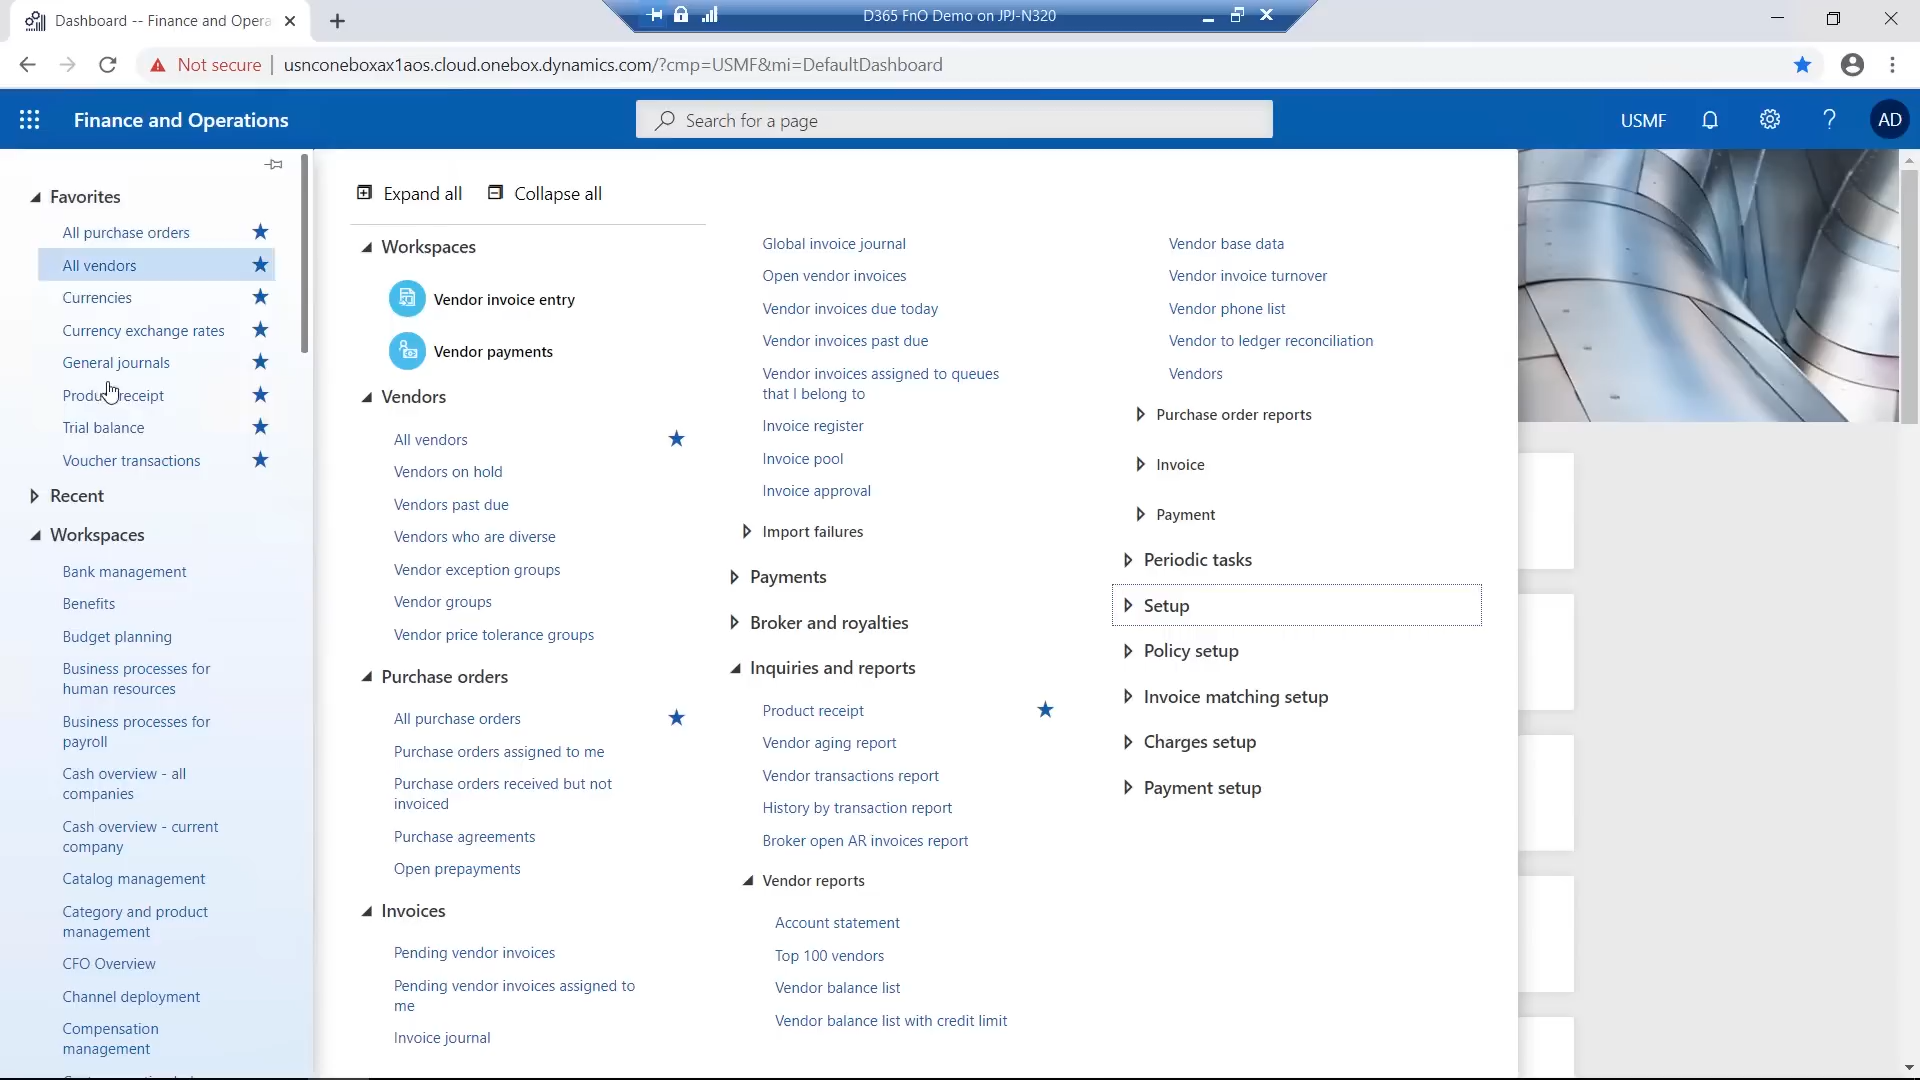 Dashboard -- Finance and Opera
D365 FnO Demo on JPJ-N320
Not secure
usnconeboxax1aos.cloud.onebox.dynamics.com/?cmp=USMF&mi=DefaultDashboard
Finance and Operations
Search for a page
USMF
?
AD
Favorites
All purchase orders
All vendors
Currencies
Currency exchange rates
General journals
Product receipt
Trial balance
Voucher transactions
Recent
Workspaces
Bank management
Benefits
Budget planning
Business processes for
human resources
Business processes for
payroll
Cash overview - all
companies
Cash overview - current
company
Catalog management
Category and product
management
CFO Overview
Channel deployment
Compensation
management
Expand all
Collapse all
Workspaces
Vendor invoice entry
Vendor payments
Vendors
All vendors
Vendors on hold
Vendors past due
Vendors who are diverse
Vendor exception groups
Vendor groups
Vendor price tolerance groups
Purchase orders
All purchase orders
Purchase orders assigned to me
Purchase orders received but not
invoiced
Purchase agreements
Open prepayments
Invoices
Pending vendor invoices
Pending vendor invoices assigned to
me
Invoice journal
Global invoice journal
Open vendor invoices
Vendor invoices due today
Vendor invoices past due
Vendor invoices assigned to queues
that I belong to
Invoice register
Invoice pool
Invoice approval
Import failures
Payments
Broker and royalties
Inquiries and reports
Product receipt
Vendor aging report
Vendor transactions report
History by transaction report
Broker open AR invoices report
Vendor reports
Account statement
Top 100 vendors
Vendor balance list
Vendor balance list with credit limit
Vendor base data
Vendor invoice turnover
Vendor phone list
Vendor to ledger reconciliation
Vendors
Purchase order reports
Invoice
Payment
Periodic tasks
Setup
Policy setup
Invoice matching setup
Charges setup
Payment setup